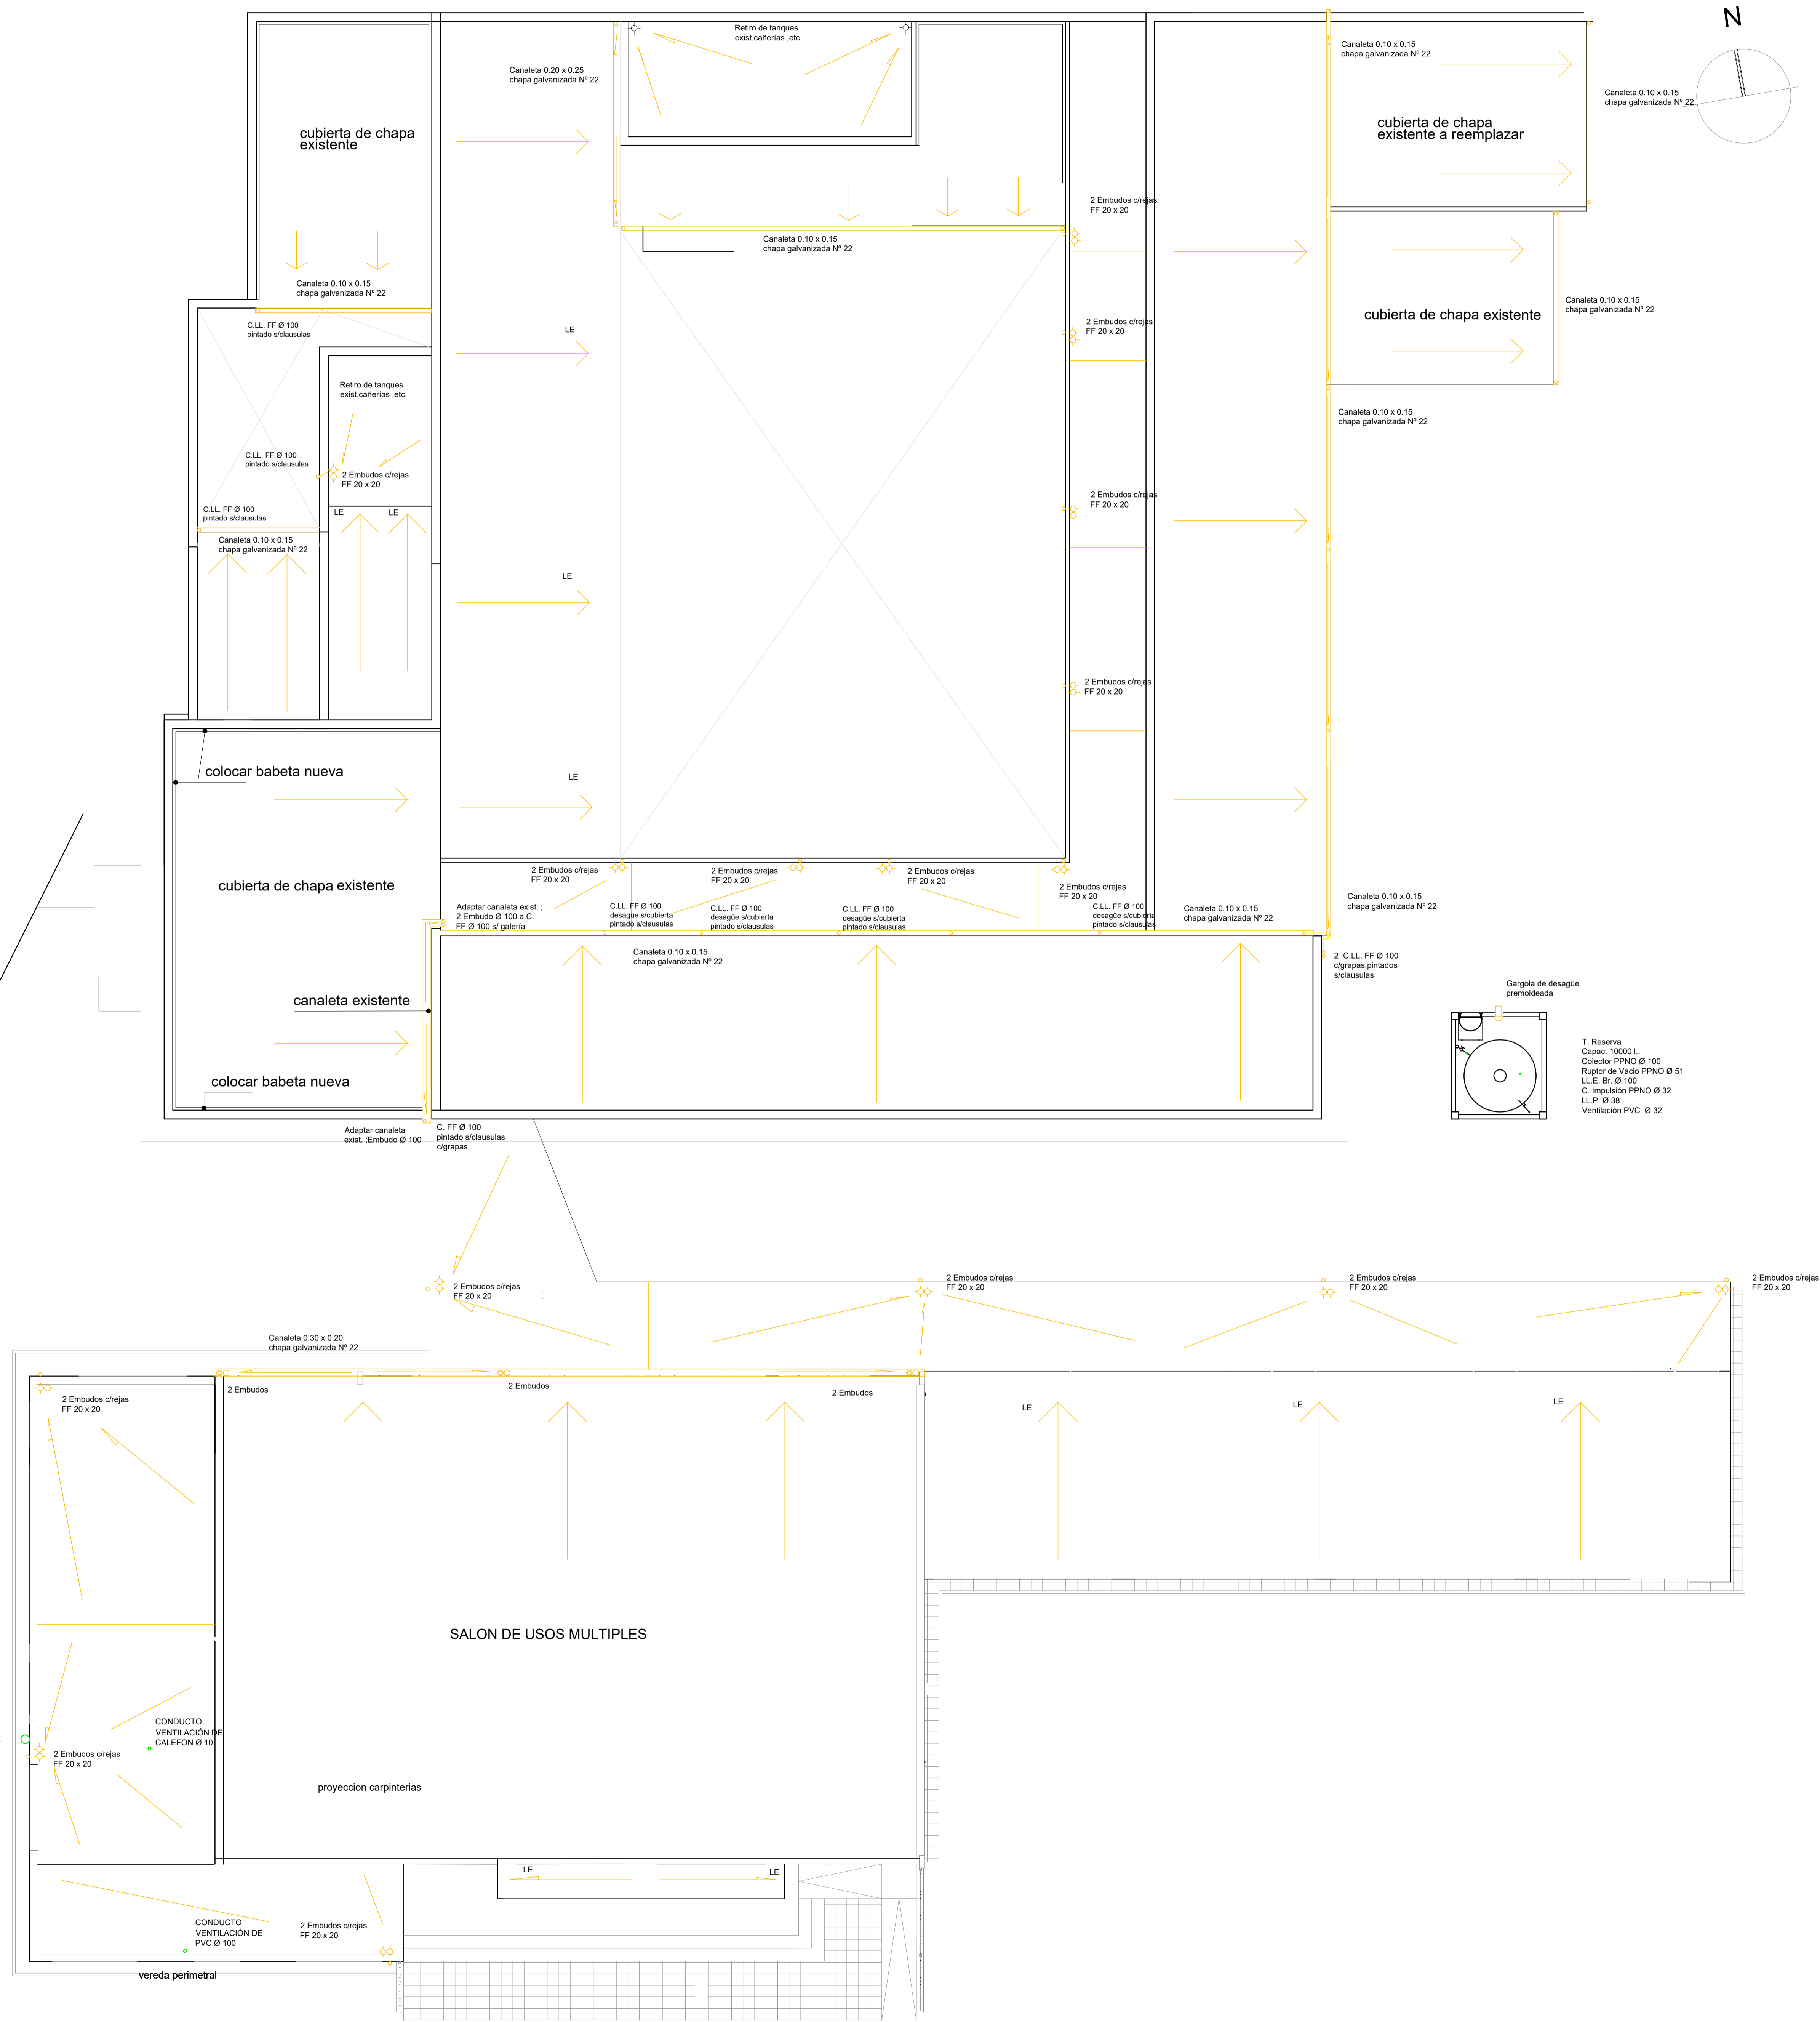 N
Retiro de tanques
exist.cañerías ,etc.
Canaleta 0.10 x 0.15
chapa galvanizada Nº 22
Canaleta 0.20 x 0.25
chapa galvanizada Nº 22
Canaleta 0.10 x 0.15
chapa galvanizada Nº 22
cubierta de chapa
existente
cubierta de chapa
existente a reemplazar
2 Embudos c/rejas
FF 20 x 20
Canaleta 0.10 x 0.15
chapa galvanizada Nº 22
Canaleta 0.10 x 0.15
chapa galvanizada Nº 22
Canaleta 0.10 x 0.15
chapa galvanizada Nº 22
cubierta de chapa existente
C.LL. FF Ø 100
pintado s/clausulas
LE
2 Embudos c/rejas
FF 20 x 20
Retiro de tanques
exist.cañerías ,etc.
Canaleta 0.10 x 0.15
chapa galvanizada Nº 22
C.LL. FF Ø 100
pintado s/clausulas
2 Embudos c/rejas
FF 20 x 20
2 Embudos c/rejas
FF 20 x 20
C.LL. FF Ø 100
pintado s/clausulas
LE
LE
Canaleta 0.10 x 0.15
chapa galvanizada Nº 22
LE
2 Embudos c/rejas
FF 20 x 20
colocar babeta nueva
LE
cubierta de chapa existente
2 Embudos c/rejas
FF 20 x 20
2 Embudos c/rejas
FF 20 x 20
2 Embudos c/rejas
FF 20 x 20
2 Embudos c/rejas
FF 20 x 20
Canaleta 0.10 x 0.15
chapa galvanizada Nº 22
Adaptar canaleta exist. ;
2 Embudo Ø 100 a C.
FF Ø 100 s/ galería
C.LL. FF Ø 100
desagüe s/cubierta
pintado s/clausulas
C.LL. FF Ø 100
desagüe s/cubierta
pintado s/clausulas
C.LL. FF Ø 100
desagüe s/cubierta
pintado s/clausulas
C.LL. FF Ø 100
desagüe s/cubierta
pintado s/clausulas
Canaleta 0.10 x 0.15
chapa galvanizada Nº 22
Canaleta 0.10 x 0.15
chapa galvanizada Nº 22
2 C.LL. FF Ø 100
c/grapas,pintados
s/clausulas
canaleta existente
Gargola de desagüe
premoldeada
T. Reserva
Capac. 10000 l..
Colector PPNO Ø 100
Ruptor de Vacio PPNO Ø 51
LL.E. Br. Ø 100
C. Impulsión PPNO Ø 32
LL.P. Ø 38
Ventilación PVC Ø 32
colocar babeta nueva
Adaptar canaleta
exist. ;Embudo Ø 100
C. FF Ø 100
pintado s/clausulas
c/grapas
2 Embudos c/rejas
FF 20 x 20
2 Embudos c/rejas
FF 20 x 20
2 Embudos c/rejas
FF 20 x 20
2 Embudos c/rejas
FF 20 x 20
Canaleta 0.30 x 0.20
chapa galvanizada Nº 22
2 Embudos
2 Embudos
2 Embudos
2 Embudos c/rejas
FF 20 x 20
LE
LE
LE
SALON DE USOS MULTIPLES
CONDUCTO
VENTILACIÓN DE
CALEFON Ø 10
2 Embudos c/rejas
FF 20 x 20
proyeccion carpinterias
LE
LE
CONDUCTO
VENTILACIÓN DE
PVC Ø 100
2 Embudos c/rejas
FF 20 x 20
vereda perimetral